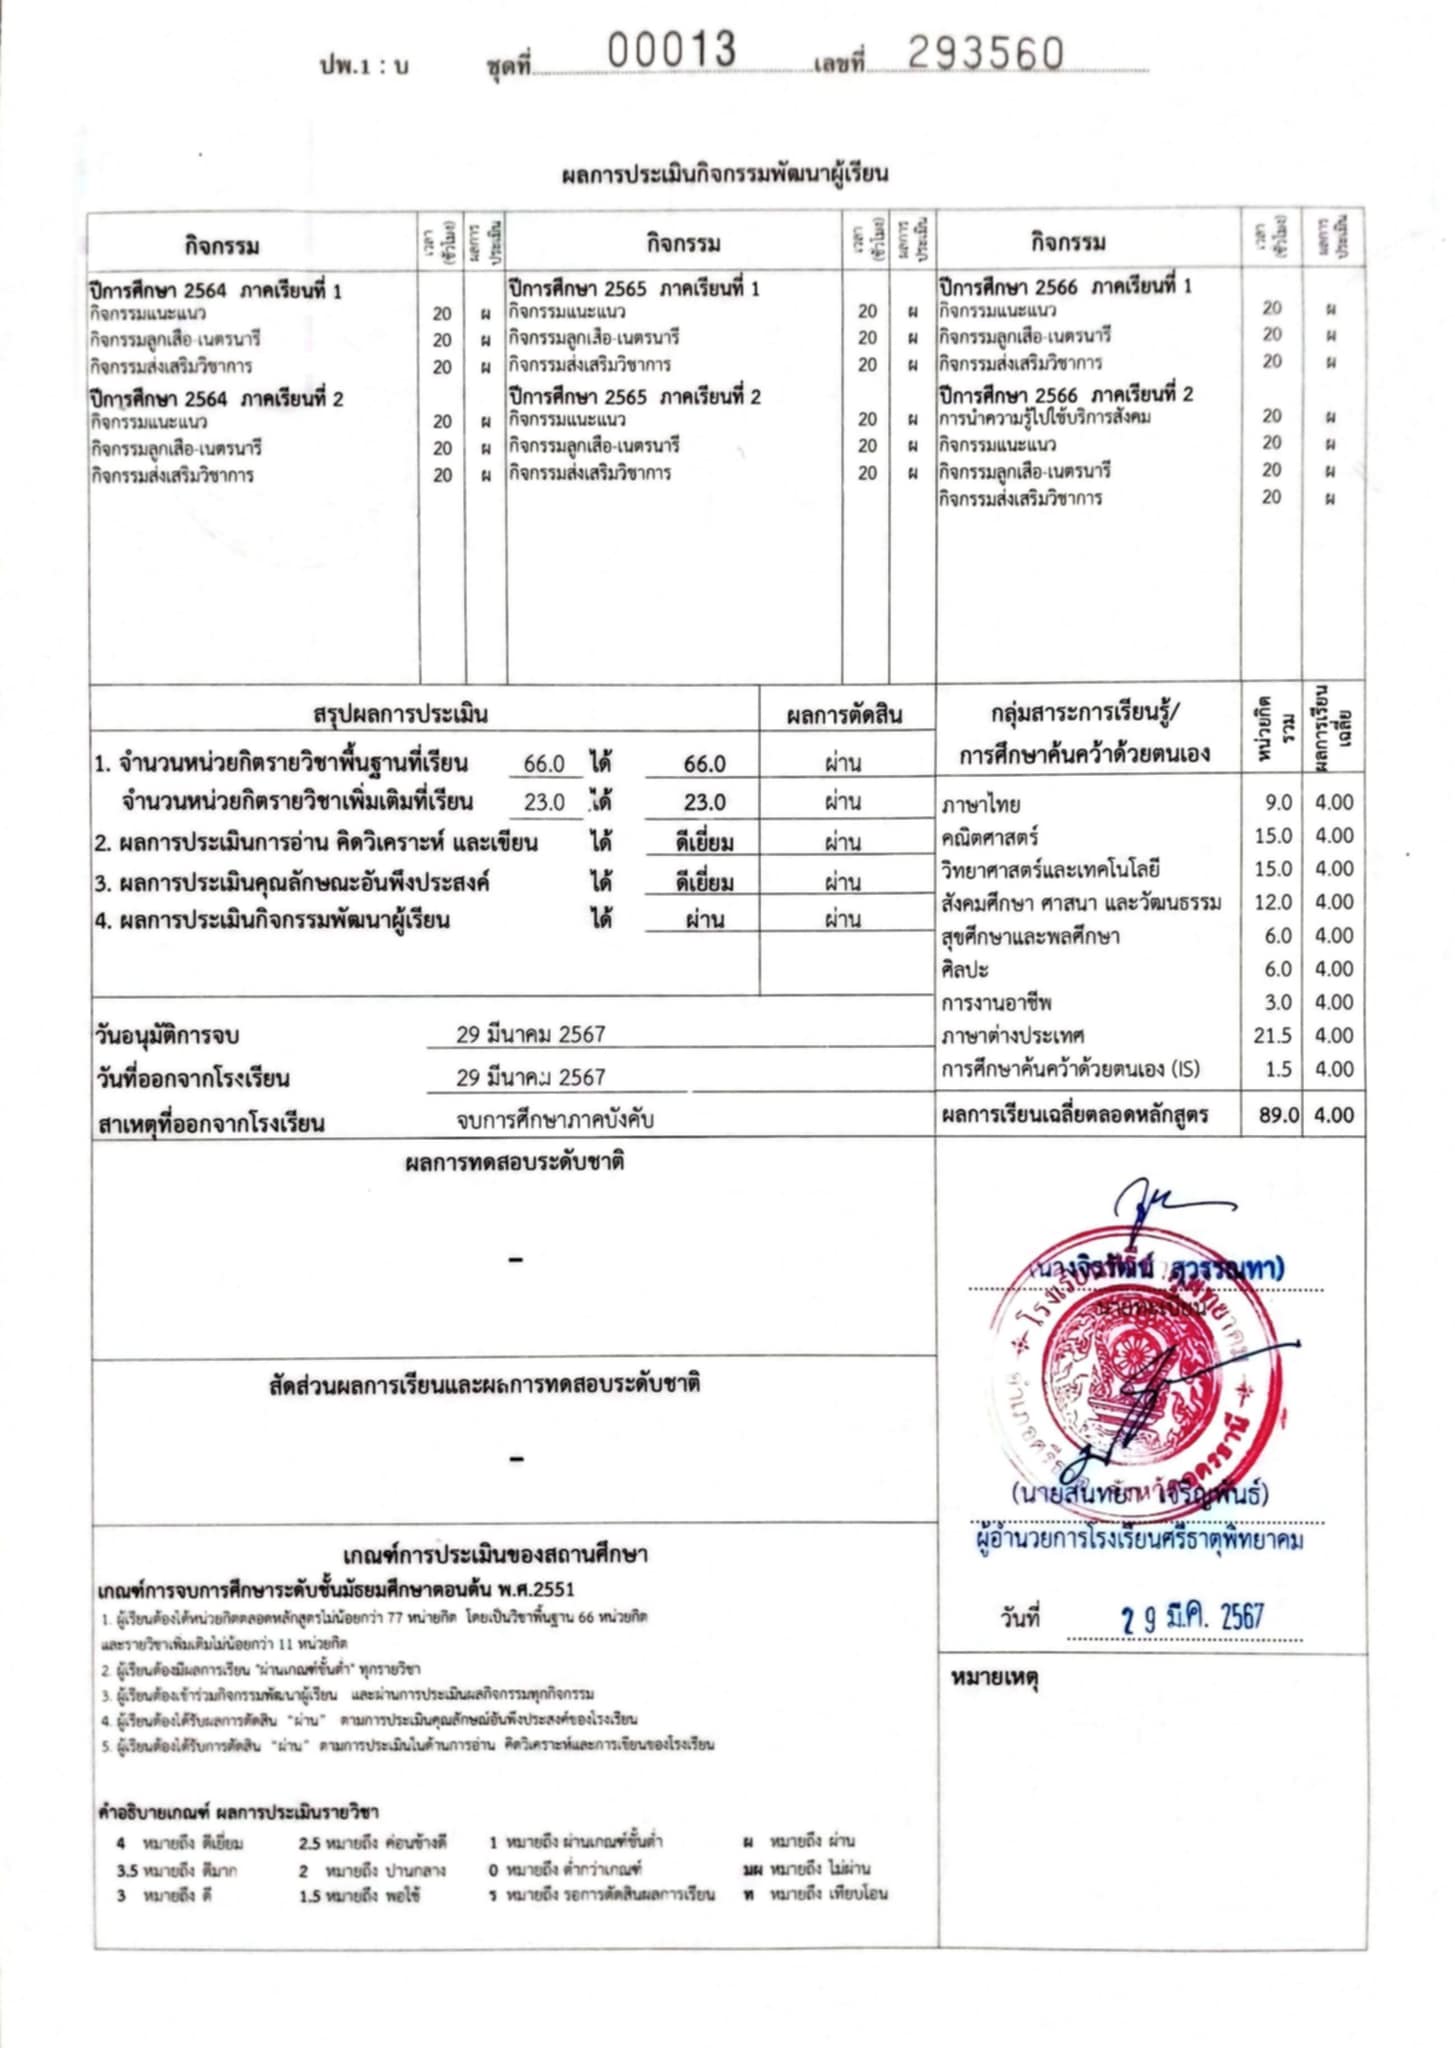 ปพ.1 : บ ชุดที่ 00013 เลขที่ 293560
ผลการประเมินกิจกรรมพัฒนาผู้เรียน
กิจกรรม เวลา (ชั่วโมง) ผลการประเมิน กิจกรรม เวลา (ชั่วโมง) ผลการประเมิน กิจกรรม เวลา (ชั่วโมง) ผลการประเมิน
ปีการศึกษา 2564 ภาคเรียนที่ 1 ปีการศึกษา 2565 ภาคเรียนที่ 1 ปีการศึกษา 2566 ภาคเรียนที่ 1
กิจกรรมแนะแนว 20 ผ กิจกรรมแนะแนว 20 ผ กิจกรรมแนะแนว 20 ผ
กิจกรรมลูกเสือ-เนตรนารี 20 ผ กิจกรรมลูกเสือ-เนตรนารี 20 ผ กิจกรรมลูกเสือ-เนตรนารี 20 ผ
กิจกรรมส่งเสริมวิชาการ 20 ผ กิจกรรมส่งเสริมวิชาการ 20 ผ กิจกรรมส่งเสริมวิชาการ 20 ผ
ปีการศึกษา 2564 ภาคเรียนที่ 2 ปีการศึกษา 2565 ภาคเรียนที่ 2 ปีการศึกษา 2566 ภาคเรียนที่ 2
กิจกรรมแนะแนว 20 ผ กิจกรรมแนะแนว 20 ผ การนำความรู้ไปใช้บริการสังคม 20 ผ
กิจกรรมลูกเสือ-เนตรนารี 20 ผ กิจกรรมลูกเสือ-เนตรนารี 20 ผ กิจกรรมแนะแนว 20 ผ
กิจกรรมส่งเสริมวิชาการ 20 ผ กิจกรรมส่งเสริมวิชาการ 20 ผ กิจกรรมลูกเสือ-เนตรนารี 20 ผ
กิจกรรมส่งเสริมวิชาการ 20 ผ
สรุปผลการประเมิน ผลการตัดสิน
1. จำนวนหน่วยกิตรายวิชาพื้นฐานที่เรียน 66.0 ได้ 66.0 ผ่าน
จำนวนหน่วยกิตรายวิชาเพิ่มเติมที่เรียน 23.0 ได้ 23.0 ผ่าน
2. ผลการประเมินการอ่าน คิดวิเคราะห์ และเขียน ได้ ดีเยี่ยม ผ่าน
3. ผลการประเมินคุณลักษณะอันพึงประสงค์ ได้ ดีเยี่ยม ผ่าน
4. ผลการประเมินกิจกรรมพัฒนาผู้เรียน ได้ ผ่าน ผ่าน
วันอนุมัติการจบ 29 มีนาคม 2567
วันที่ออกจากโรงเรียน 29 มีนาคม 2567
สาเหตุที่ออกจากโรงเรียน จบการศึกษาภาคบังคับ
กลุ่มสาระการเรียนรู้/
การศึกษาค้นคว้าด้วยตนเอง หน่วยกิตรวม ผลการเรียนเฉลี่ย
ภาษาไทย 9.0 4.00
คณิตศาสตร์ 15.0 4.00
วิทยาศาสตร์และเทคโนโลยี 15.0 4.00
สังคมศึกษา ศาสนา และวัฒนธรรม 12.0 4.00
สุขศึกษาและพลศึกษา 6.0 4.00
ศิลปะ 6.0 4.00
การงานอาชีพ 3.0 4.00
ภาษาต่างประเทศ 21.5 4.00
การศึกษาค้นคว้าด้วยตนเอง (IS) 1.5 4.00
ผลการเรียนเฉลี่ยตลอดหลักสูตร 89.0 4.00
ผลการทดสอบระดับชาติ
-
สัดส่วนผลการเรียนและผลการทดสอบระดับชาติ
-
เกณฑ์การประเมินของสถานศึกษา
เกณฑ์การจบการศึกษาระดับชั้นมัธยมศึกษาตอนต้น พ.ศ.2551
1. ผู้เรียนต้องได้หน่วยกิตตลอดหลักสูตรไม่น้อยกว่า 77 หน่วยกิต โดยเป็นวิชาพื้นฐาน 66 หน่วยกิต
และรายวิชาเพิ่มเติมไม่น้อยกว่า 11 หน่วยกิต
2. ผู้เรียนต้องมีผลการเรียน "ผ่านเกณฑ์ขั้นต่ำ" ทุกรายวิชา
3. ผู้เรียนต้องเข้าร่วมกิจกรรมพัฒนาผู้เรียน และผ่านการประเมินผลกิจกรรมทุกกิจกรรม
4. ผู้เรียนต้องได้รับผลการตัดสิน "ผ่าน" ตามการประเมินคุณลักษณ์อันพึงประสงค์ของโรงเรียน
5. ผู้เรียนต้องได้รับการตัดสิน "ผ่าน" ตามการประเมินในด้านการอ่าน คิดวิเคราะห์และการเขียนของโรงเรียน
คำอธิบายเกณฑ์ ผลการประเมินรายวิชา
4 หมายถึง ดีเยี่ยม 2.5 หมายถึง ค่อนข้างดี 1 หมายถึง ผ่านเกณฑ์ขั้นต่ำ ผ หมายถึง ผ่าน
3.5 หมายถึง ดีมาก 2 หมายถึง ปานกลาง 0 หมายถึง ต่ำกว่าเกณฑ์ มผ หมายถึง ไม่ผ่าน
3 หมายถึง ดี 1.5 หมายถึง พอใช้ ร หมายถึง รอการตัดสินผลการเรียน ท หมายถึง เทียบโอน
(นางจิรพัฒน์ สุวรรณทา)
นายทะเบียน
(นายสนทยา เจริญพันธ์)
ผู้อำนวยการโรงเรียนศรีธาตุพิทยาคม
วันที่ 29 มี.ค. 2567
หมายเหตุ